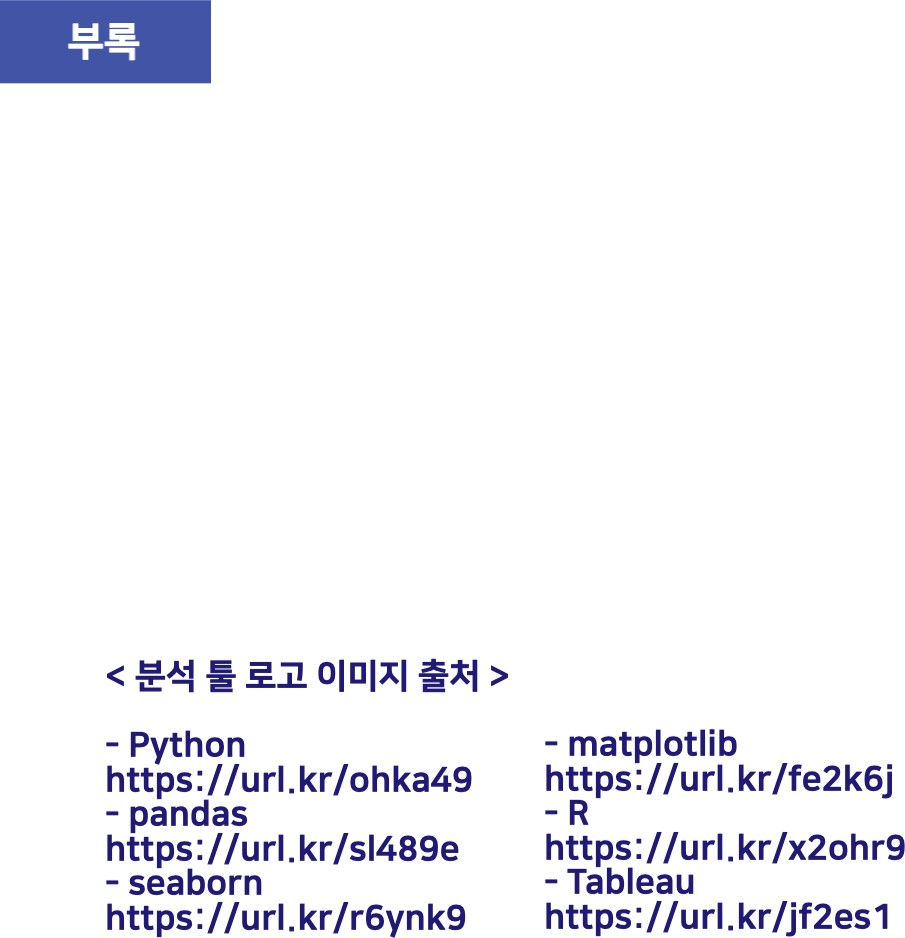 부록
< 분석 툴 로고 이미지 출처 >
- Python
https://url.kr/ohka49
- pandas
https://url.kr/sl489e
- seaborn
https://url.kr/r6ynk9
- matplotlib
https://url.kr/fe2k6j
- R
https://url.kr/x2ohr9
- Tableau
https://url.kr/jf2es1